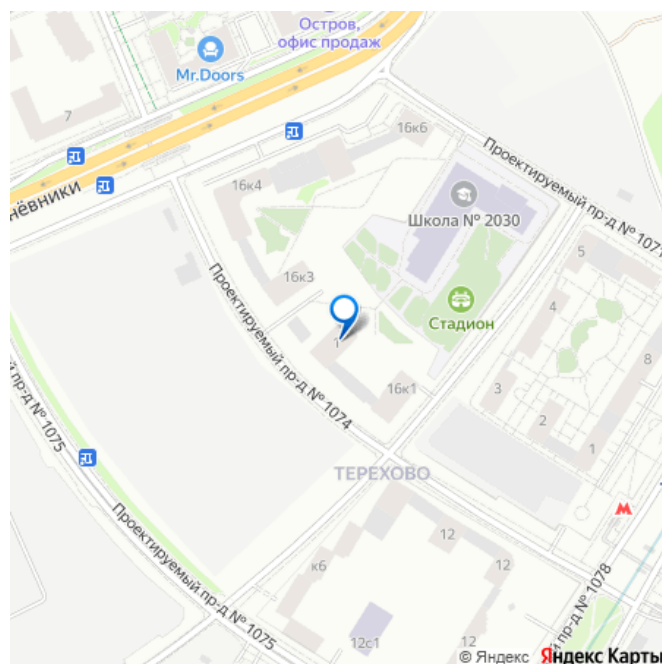 Остров,
офис продаж
Mr.Doors
7
16к6
нёвники
16к4
Школа № 2030
Проектируемый пр-д № 1071
16к3
5
Стадион
4
Проектируемый пр-д № 1074
1
8
16к1
3
2
1
й пр-д № 1075
ТЕРЕХОВО
М
Проектируемый пр-д № 1075
12
12
к6
12
12с1
й пр-д № 1078
© Яндекс Яндекс Карты